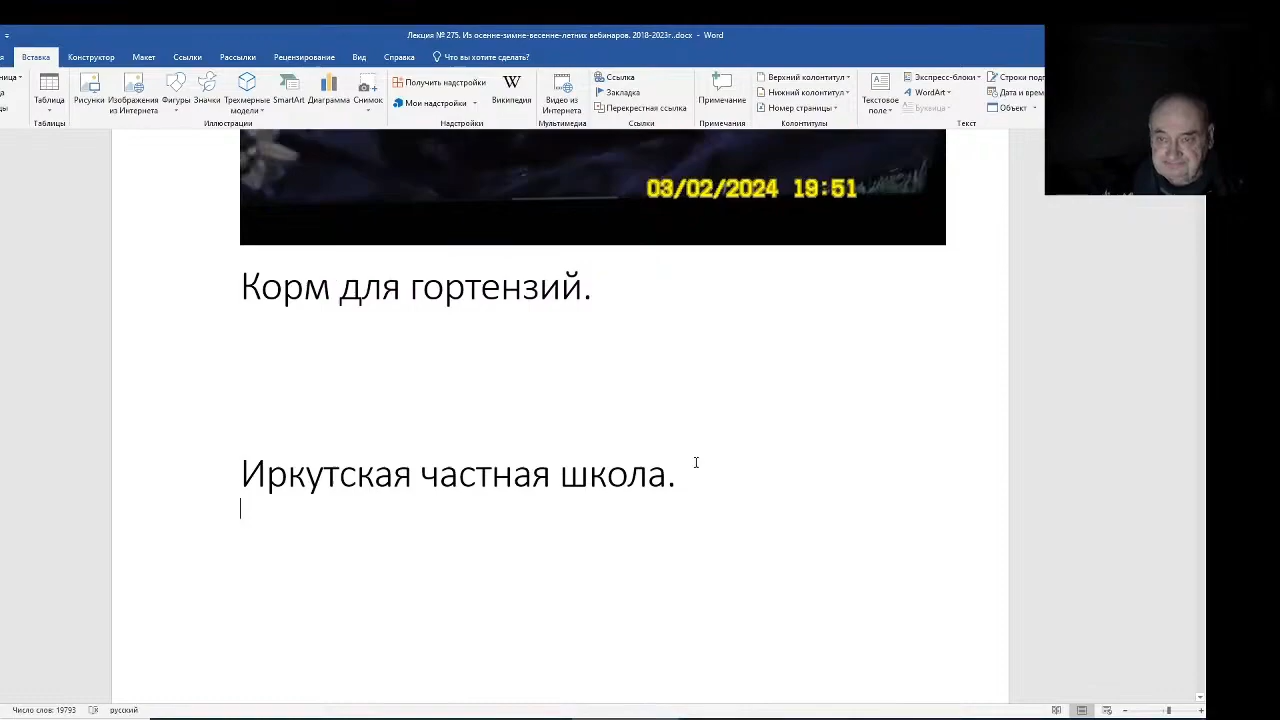 Лекция № 275. Из осенне-зимне-весенне-летних вебинаров. 2018-2023г..docx - Word
Вставка Конструктор Макет Ссылки Рассылки Рецензирование Вид Справка Что вы хотите сделать?
Таблица
Таблицы
Рисунки
Изображения из Интернета
Фигуры
Значки
Трехмерные модели
SmartArt
Диаграмма
Снимок
Иллюстрации
Получить надстройки
Мои надстройки
Википедия
Надстройки
Видео из Интернета
Мультимедиа
Ссылка
Закладка
Перекрестная ссылка
Ссылки
Примечание
Примечания
Верхний колонтитул
Нижний колонтитул
Номер страницы
Колонтитулы
Текстовое поле
Экспресс-блоки
WordArt
Буквица
Строки под
Дата и врем
Объект
Текст
03/02/2024 19:51
Корм для гортензий.
Иркутская частная школа.
Число слов: 19793 русский